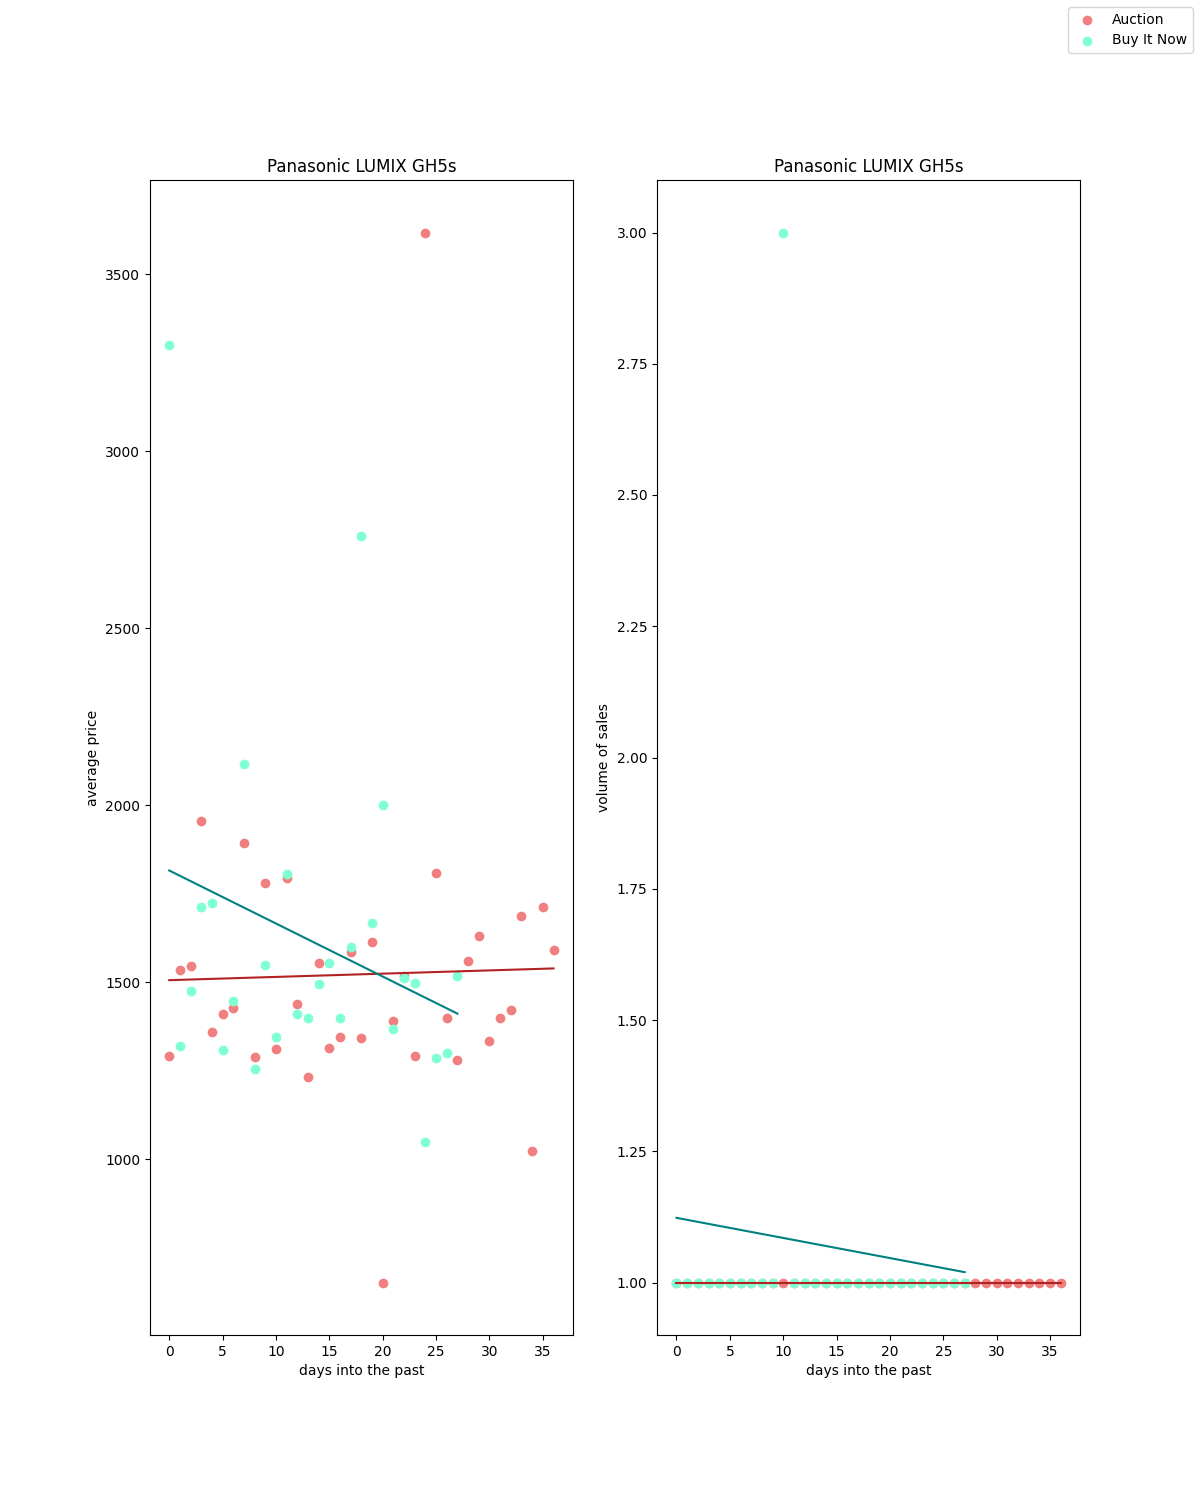 Auction
Buy It Now
Panasonic LUMIX GH5s
3500
3000
2500
2000
1500
1000
average price
0 5 10 15 20 25 30 35
days into the past
Panasonic LUMIX GH5s
3.00
2.75
2.50
2.25
2.00
1.75
1.50
1.25
1.00
volume of sales
0 5 10 15 20 25 30 35
days into the past